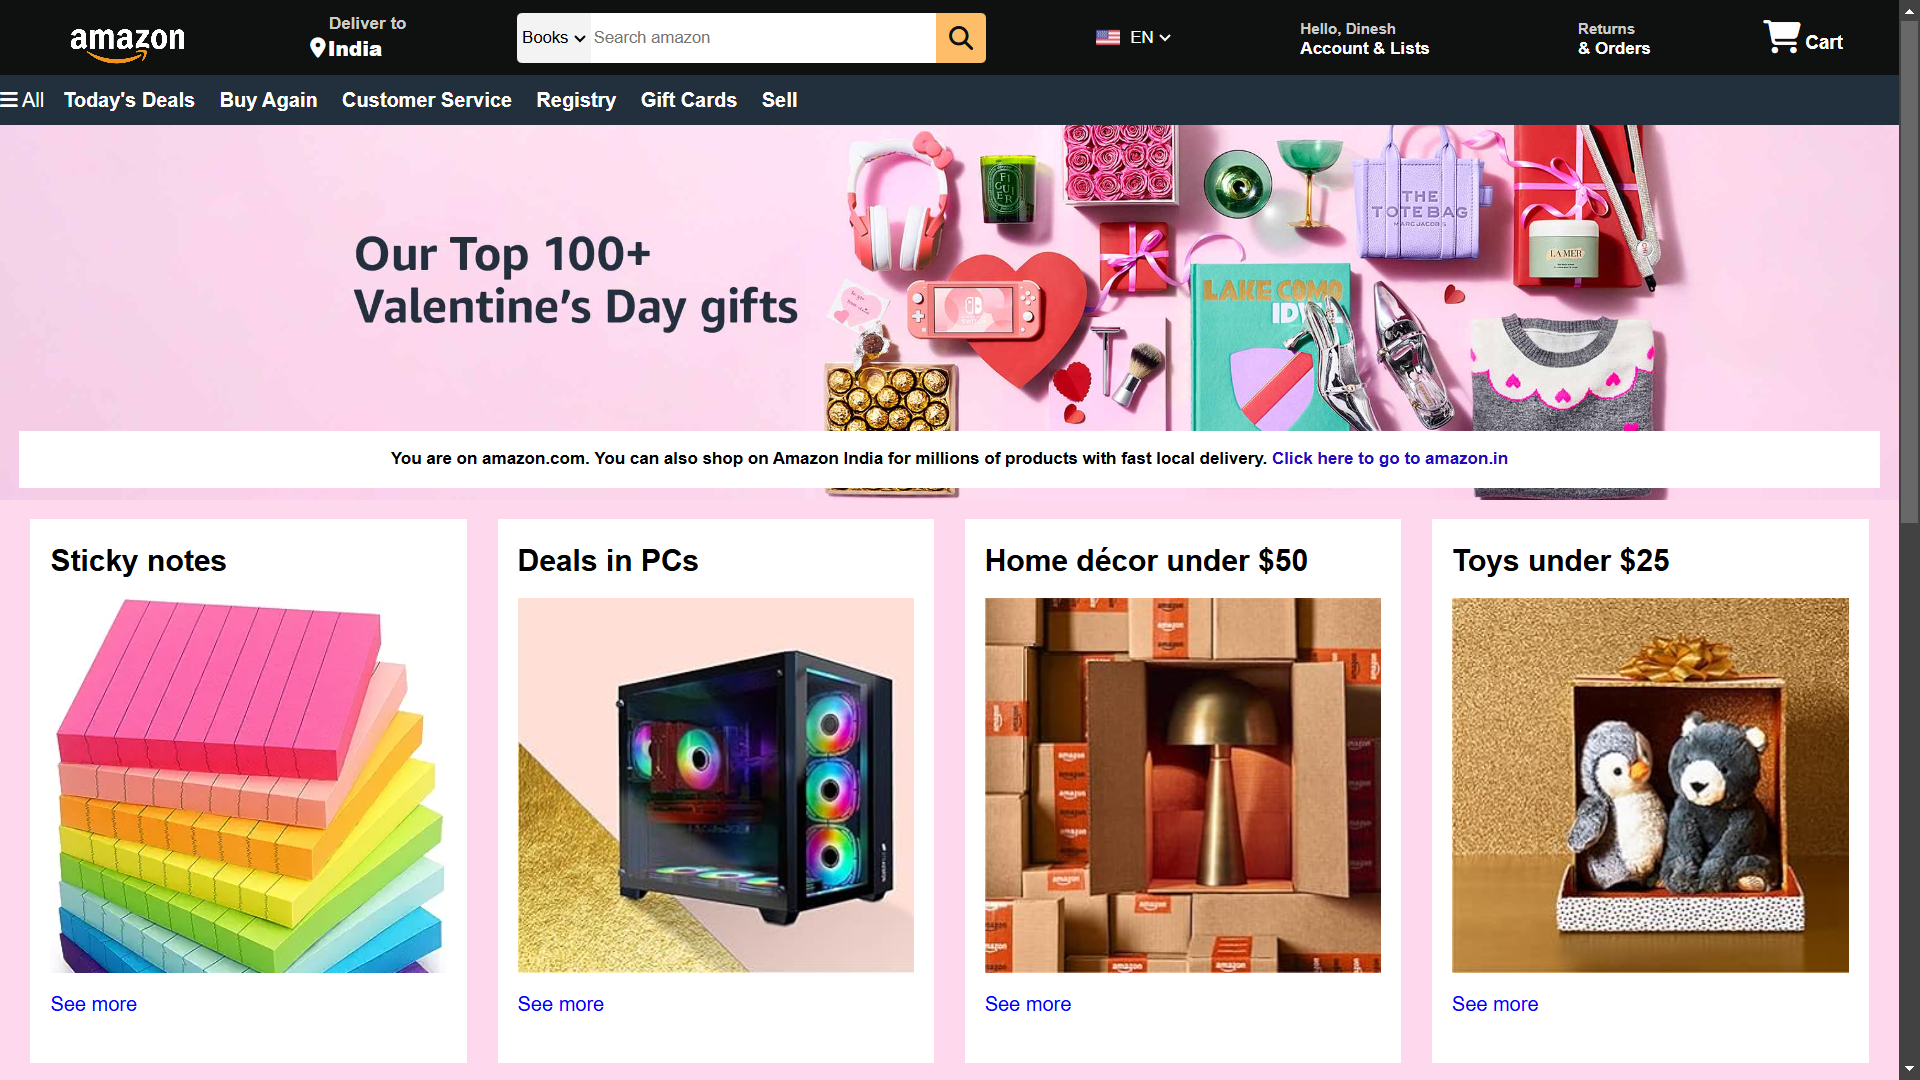 amazon
Deliver to
India
Books
Search amazon
EN
Hello, Dinesh
Account & Lists
Returns
& Orders
Cart
All Today's Deals Buy Again Customer Service Registry Gift Cards Sell
Our Top 100+
Valentine's Day gifts
FIGUIER
THE
TOTE BAG
MARC JACOBS
LA MER
LAKE COMO
SWITCH
You are on amazon.com. You can also shop on Amazon India for millions of products with fast local delivery. Click here to go to amazon.in
Sticky notes
See more
Deals in PCs
See more
Home décor under $50
amazon
See more
Toys under $25
See more